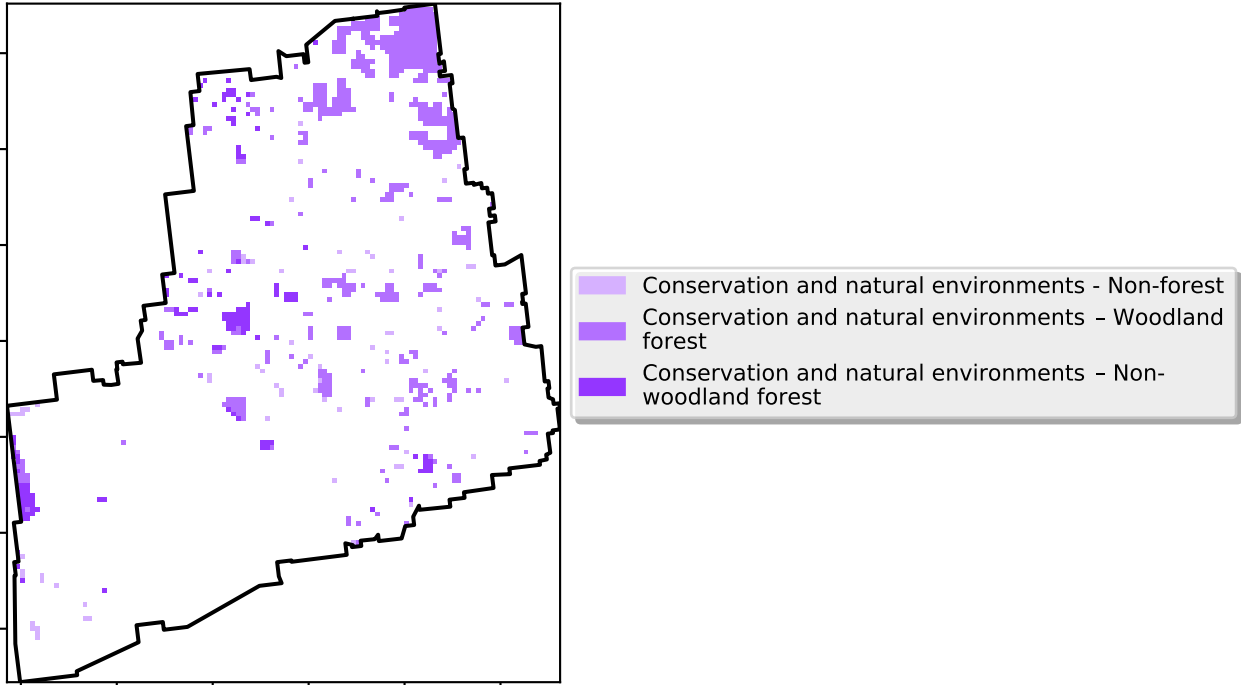 Conservation and natural environments - Non-forest
Conservation and natural environments – Woodland
forest
Conservation and natural environments – Non-
woodland forest